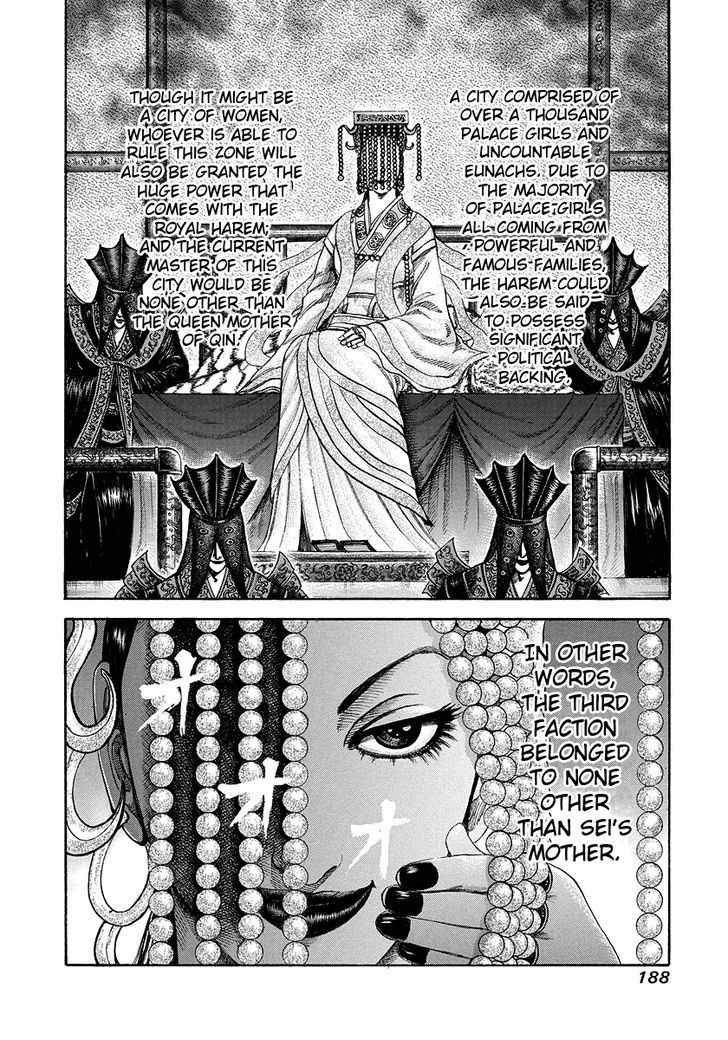 A CITY COMPRISED OF
OVER A THOUSAND
PALACE GIRLS AND
UNCOUNTABLE
EUNACHS. DUE TO
THE MAJORITY
OF PALACE GIRLS
ALL COMING FROM
POWERFUL AND
FAMOUS FAMILIES,
THE HAREM COULD
ALSO BE SAID
TO POSSESS
SIGNIFICANT
POLITICAL
BACKING.
THOUGH IT MIGHT BE
A CITY OF WOMEN,
WHOEVER IS ABLE TO
RULE THIS ZONE WILL
ALSO BE GRANTED THE
HUGE POWER THAT
COMES WITH THE
ROYAL HAREM;
AND THE CURRENT
MASTER OF THIS
CITY WOULD BE
NONE OTHER THAN
THE QUEEN MOTHER
OF QIN.
IN OTHER
WORDS,
THE THIRD
FACTION
BELONGED
TO NONE
OTHER
THAN SEI'S
MOTHER.
オ
オ
オ
188